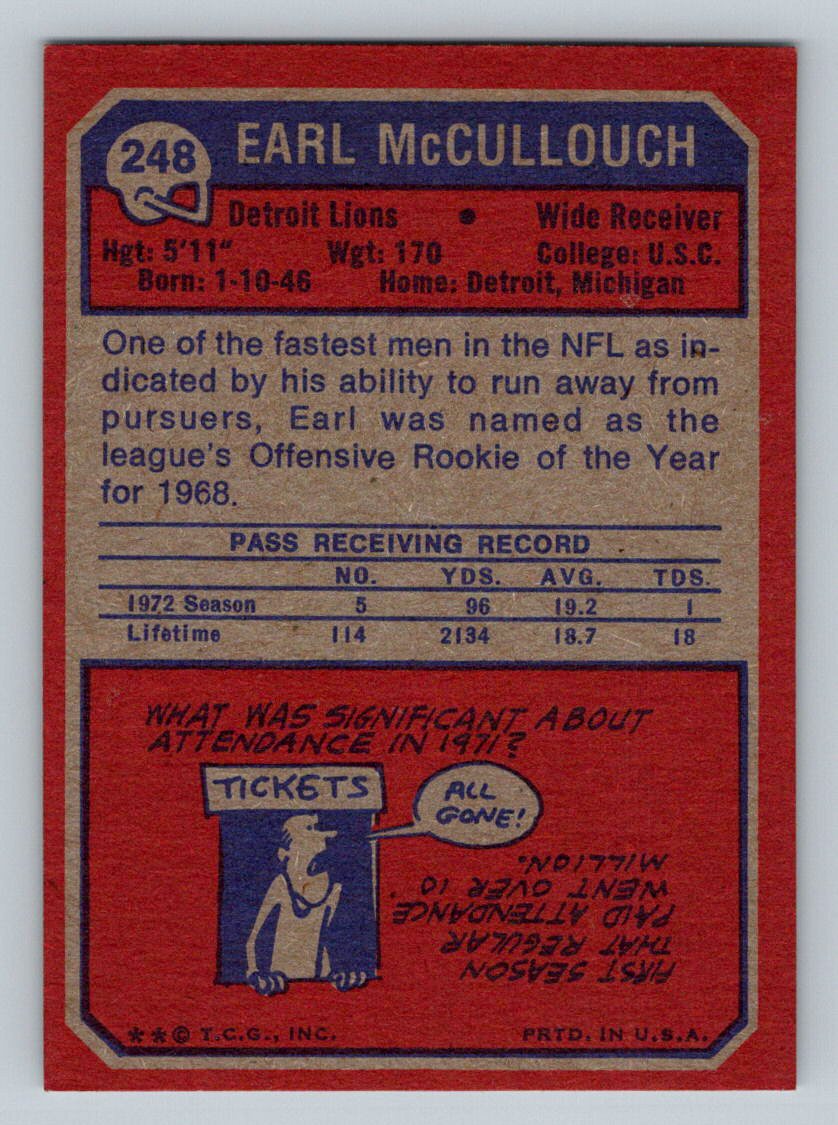 248
EARL McCULLOUCH
Detroit Lions • Wide Receiver
Hgt: 5'11" Wgt: 170 College: U.S.C.
Born: 1-10-46 Home: Detroit, Michigan
One of the fastest men in the NFL as in-
dicated by his ability to run away from
pursuers, Earl was named as the
league's Offensive Rookie of the Year
for 1968.
PASS RECEIVING RECORD
NO. YDS. AVG. TDS.
1972 Season 5 96 19.2 1
Lifetime 114 2134 18.7 18
WHAT WAS SIGNIFICANT ABOUT
ATTENDANCE IN 1971?
TICKETS
ALL
GONE!
FIRST SEASON
THAT REGULAR
PAID ATTENDANCE
WENT OVER 10
MILLION.
**© T.C.G., INC. PRTD. IN U.S.A.